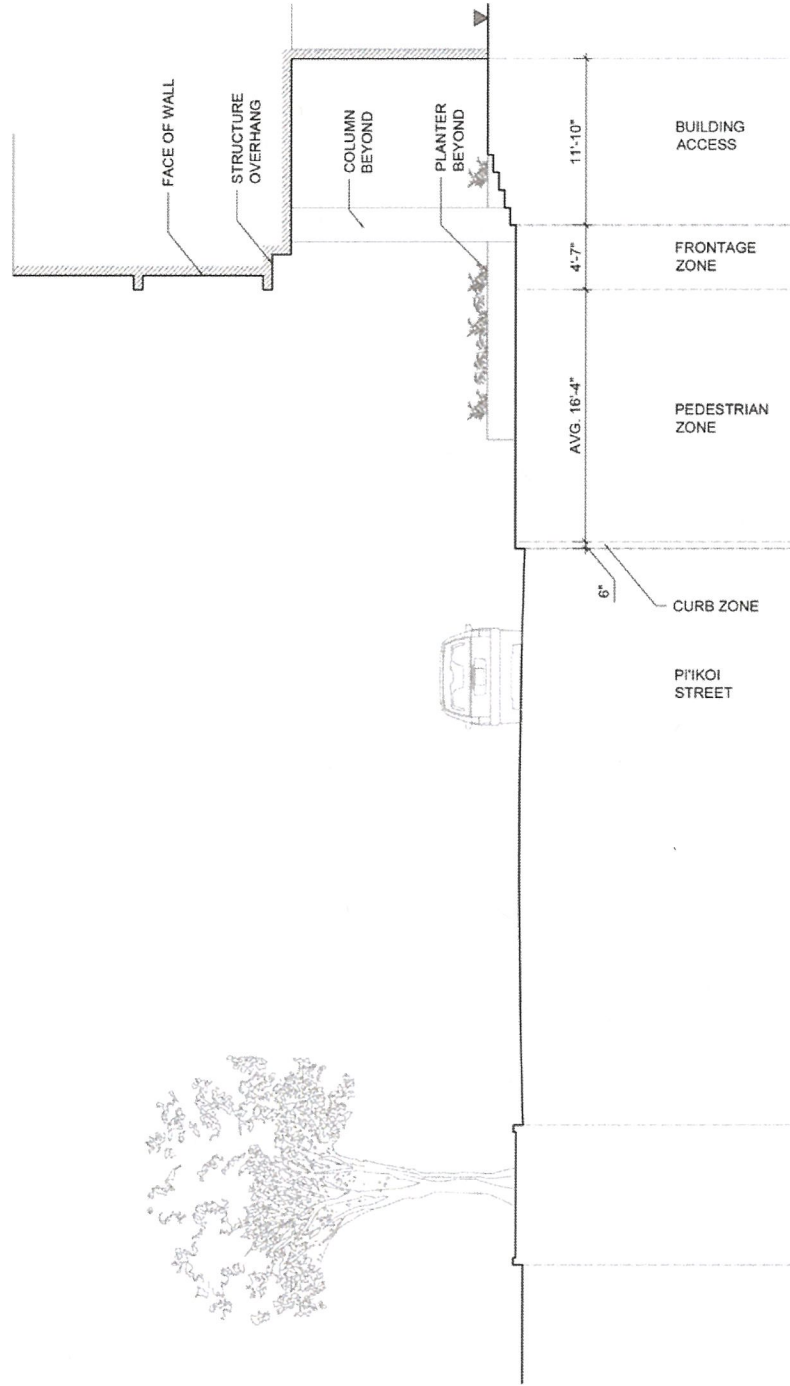 FACE OF WALL
STRUCTURE
OVERHANG
COLUMN
BEYOND
PLANTER
BEYOND
11'-10"
BUILDING
ACCESS
4'-7"
FRONTAGE
ZONE
AVG. 16'-4"
PEDESTRIAN
ZONE
6"
CURB ZONE
PI'IKOI
STREET